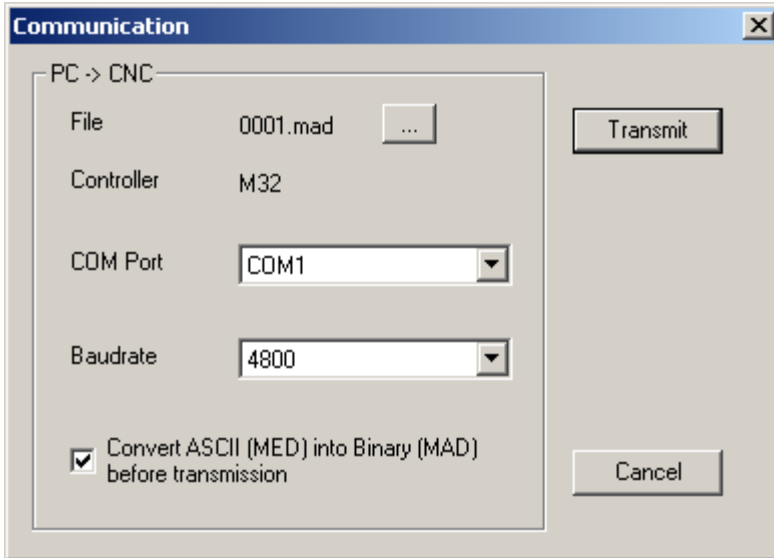 Communication
PC -> CNC
File 0001.mad ...
Transmit
Controller M32
COM Port COM1
Baudrate 4800
Convert ASCII (MED) into Binary (MAD)
before transmission
Cancel